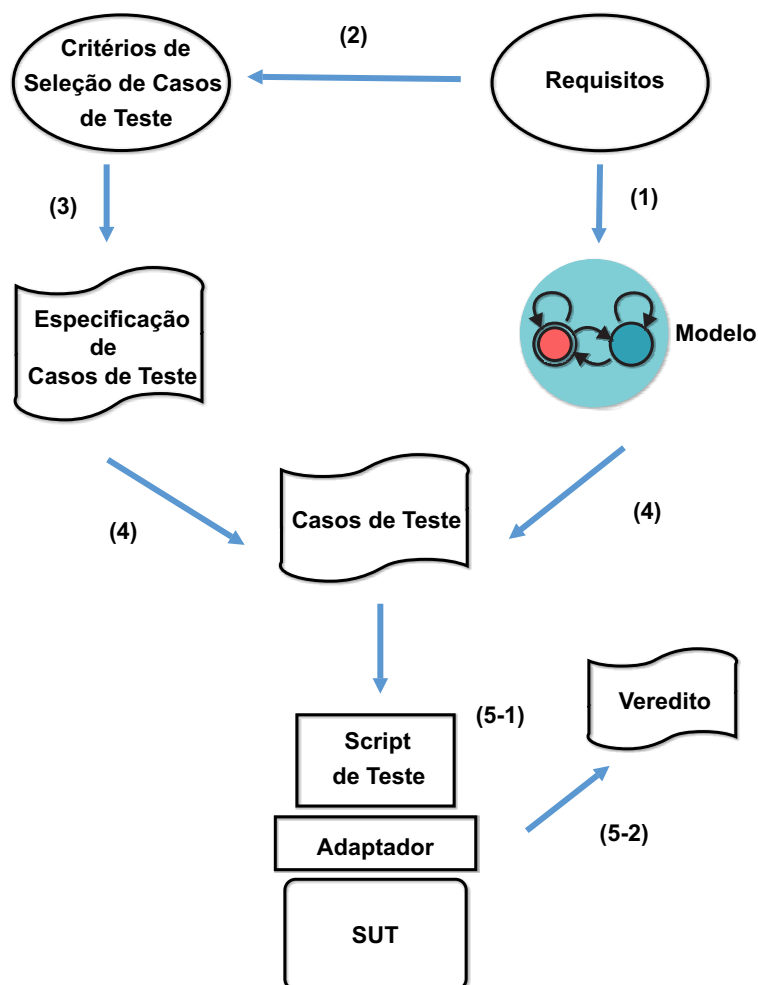 Critérios de
Seleção de Casos
de Teste
(2)
Requisitos
(3)
(1)
Especificação
de
Casos de Teste
Modelo
(4)
Casos de Teste
(4)
(5-1)
Script
de Teste
Veredito
Adaptador
(5-2)
SUT